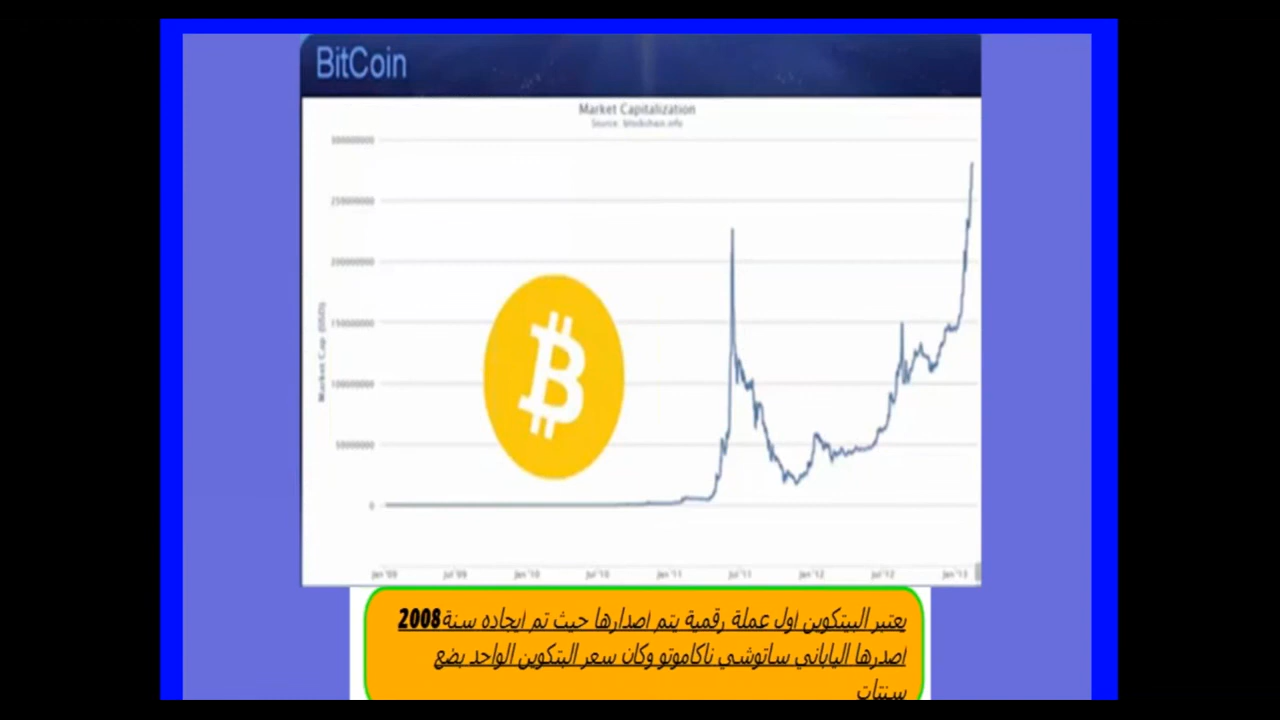 BitCoin
Market Capitalization
Source: blockchain.info
300000000
250000000
200000000
150000000
100000000
50000000
0
Market Cap (USD)
Jan '09 Jul '09 Jan '10 Jul '10 Jan '11 Jul '11 Jan '12 Jul '12 Jan '13
يعتبر البيتكوين اول عملة رقمية يتم اصدارها حيث تم ايجاده سنة 2008
اصدرها الياباني ساتوشي ناكاموتو وكان سعر البتكوين الواحد بضع
سنتات